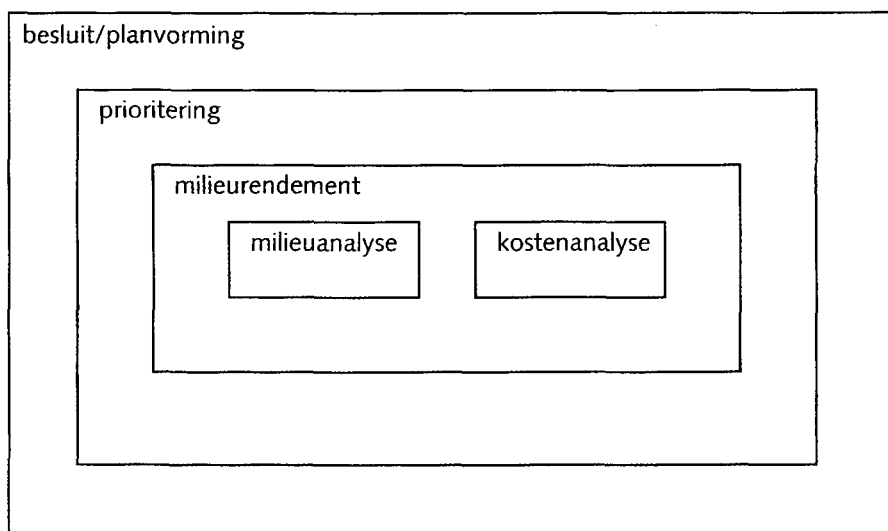 besluit/planvorming
prioritering
milieurendement
milieuanalyse
kostenanalyse